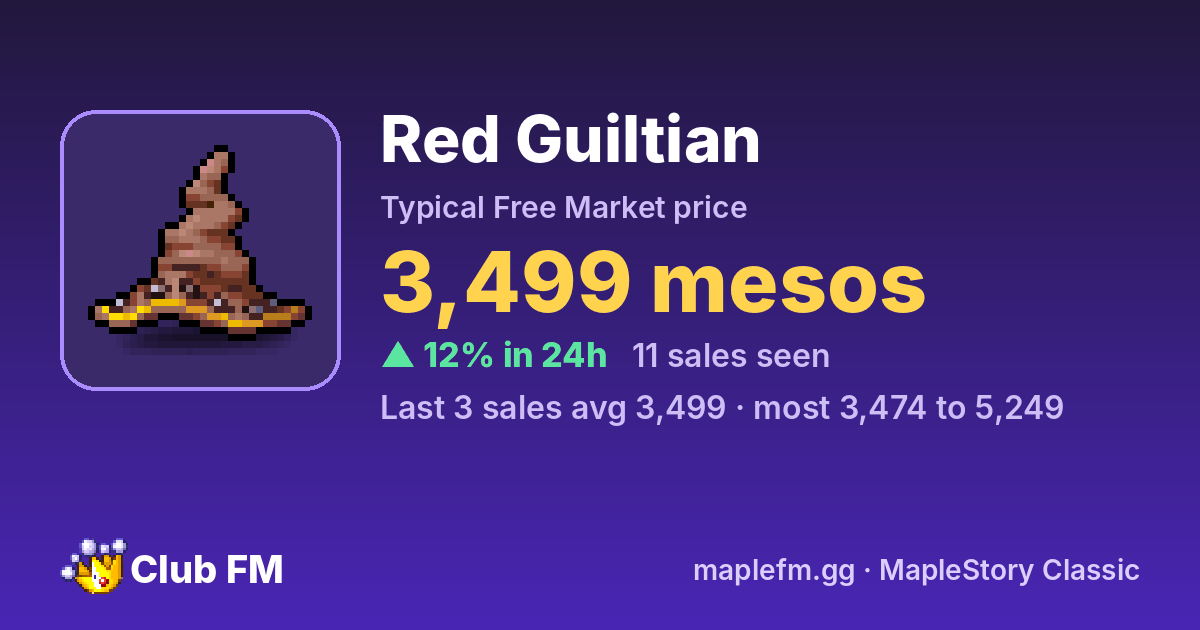 Red Guiltian
Typical Free Market price
3,499 mesos
▲ 12% in 24h 11 sales seen
Last 3 sales avg 3,499 · most 3,474 to 5,249
Club FM
maplefm.gg · MapleStory Classic